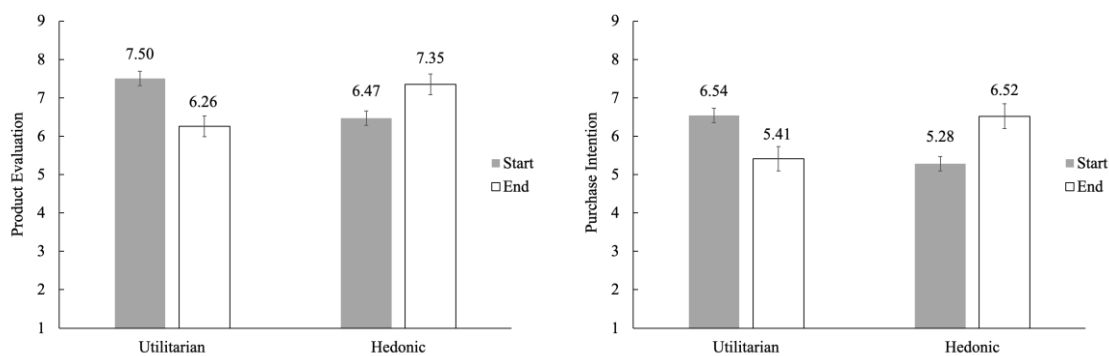 Product Evaluation
9
8
7
6
5
4
3
2
1
7.50
6.26
6.47
7.35
Utilitarian
Hedonic
Start
End
Purchase Intention
9
8
7
6
5
4
3
2
1
6.54
5.41
5.28
6.52
Utilitarian
Hedonic
Start
End